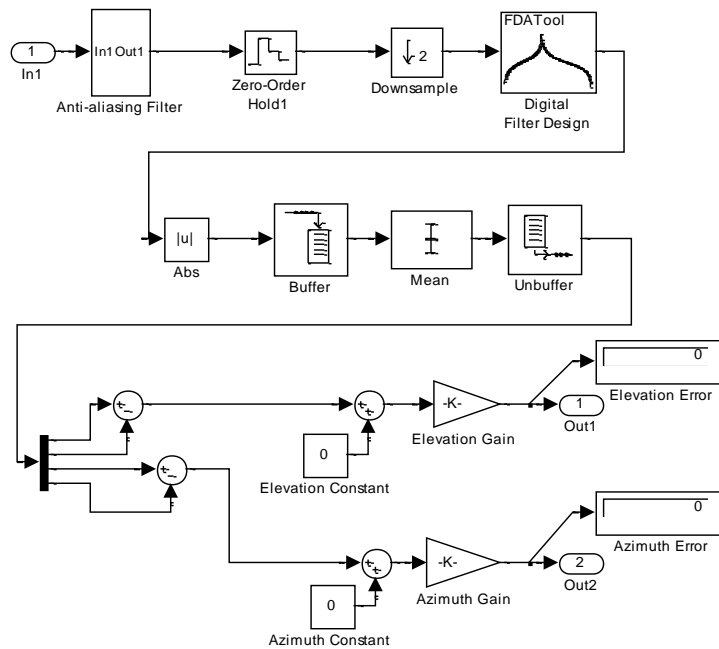 FDATool
1
In1 Out1
2
In1
Anti-aliasing Filter
Zero-Order
Hold1
Downsample
Digital
Filter Design
|u|
Abs
Buffer
Mean
Unbuffer
0
Elevation Error
-K-
1
Elevation Gain
Out1
0
Elevation Constant
0
Azimuth Error
-K-
2
Azimuth Gain
Out2
0
Azimuth Constant